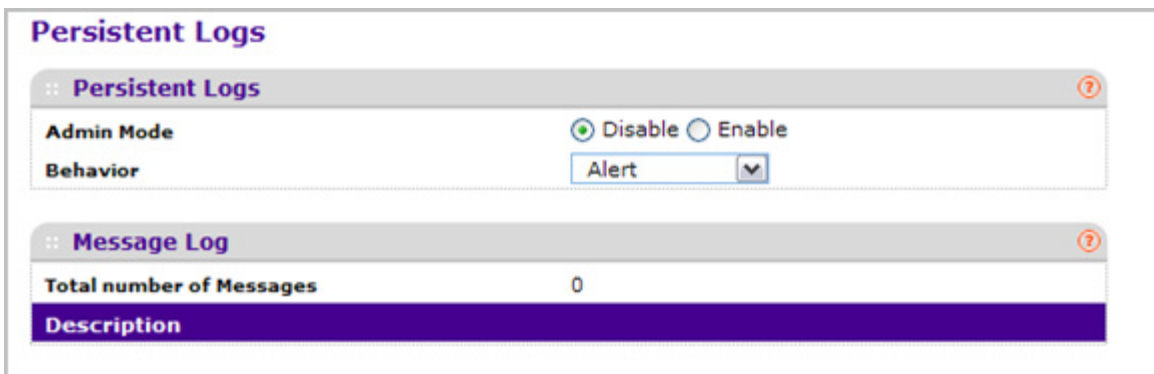 Persistent Logs
Persistent Logs ?
Admin Mode Disable Enable
Behavior Alert
Message Log ?
Total number of Messages 0
Description